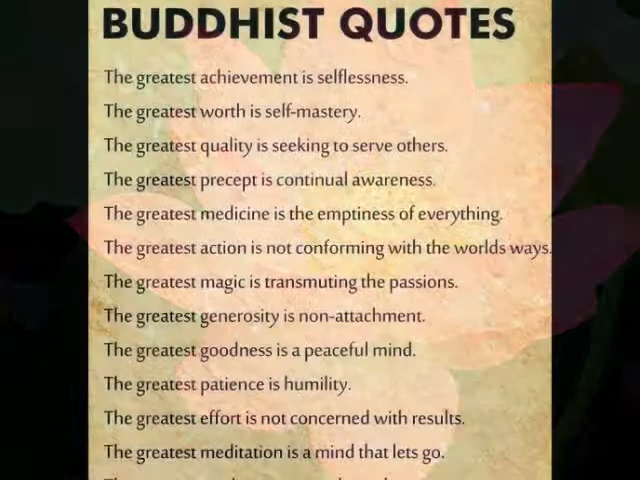 BUDDHIST QUOTES
The greatest achievement is selflessness.
The greatest worth is self-mastery.
The greatest quality is seeking to serve others.
The greatest precept is continual awareness.
The greatest medicine is the emptiness of everything.
The greatest action is not conforming with the worlds ways.
The greatest magic is transmuting the passions.
The greatest generosity is non-attachment.
The greatest goodness is a peaceful mind.
The greatest patience is humility.
The greatest effort is not concerned with results.
The greatest meditation is a mind that lets go.